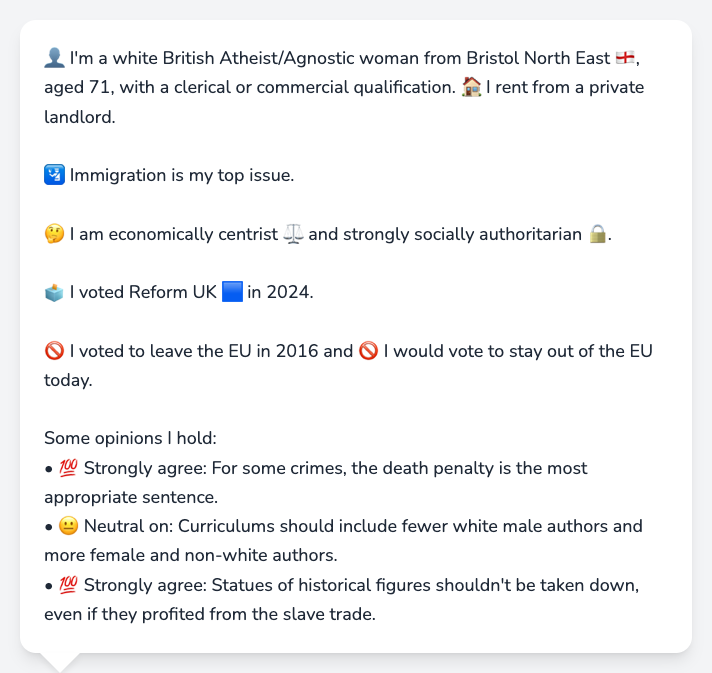 👤 I'm a white British Atheist/Agnostic woman from Bristol North East 🏴󠁧󠁢󠁥󠁮󠁧󠁿,
aged 71, with a clerical or commercial qualification. 🏠 I rent from a private
landlord.
🛂 Immigration is my top issue.
🤔 I am economically centrist ⚖️ and strongly socially authoritarian 🔒.
🗳️ I voted Reform UK 🟦 in 2024.
🚫 I voted to leave the EU in 2016 and 🚫 I would vote to stay out of the EU
today.
Some opinions I hold:
• 💯 Strongly agree: For some crimes, the death penalty is the most
appropriate sentence.
• 😐 Neutral on: Curriculums should include fewer white male authors and
more female and non-white authors.
• 💯 Strongly agree: Statues of historical figures shouldn't be taken down,
even if they profited from the slave trade.